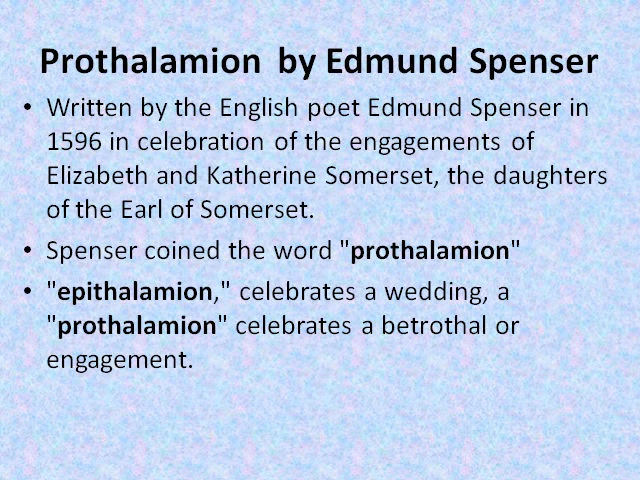 Prothalamion by Edmund Spenser
• Written by the English poet Edmund Spenser in
1596 in celebration of the engagements of
Elizabeth and Katherine Somerset, the daughters
of the Earl of Somerset.
• Spenser coined the word "prothalamion"
• "epithalamion," celebrates a wedding, a
"prothalamion" celebrates a betrothal or
engagement.